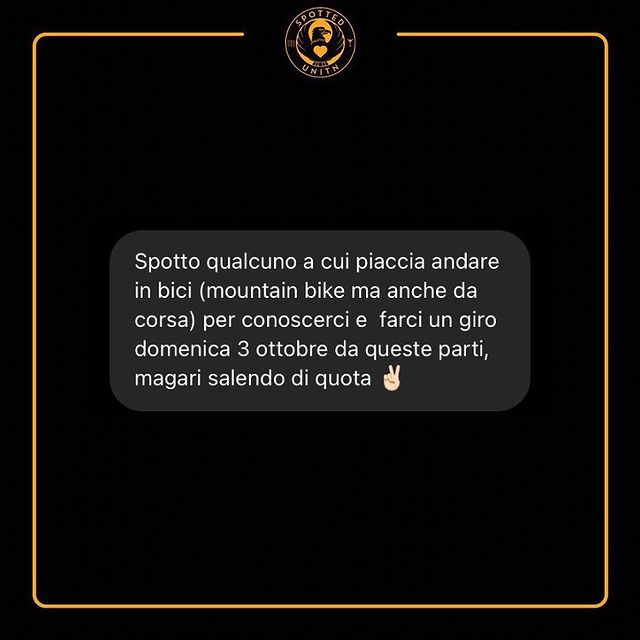 SPOTTED
UNITN
Spotto qualcuno a cui piaccia andare
in bici (mountain bike ma anche da
corsa) per conoscerci e  farci un giro
domenica 3 ottobre da queste parti,
magari salendo di quota ✌🏻